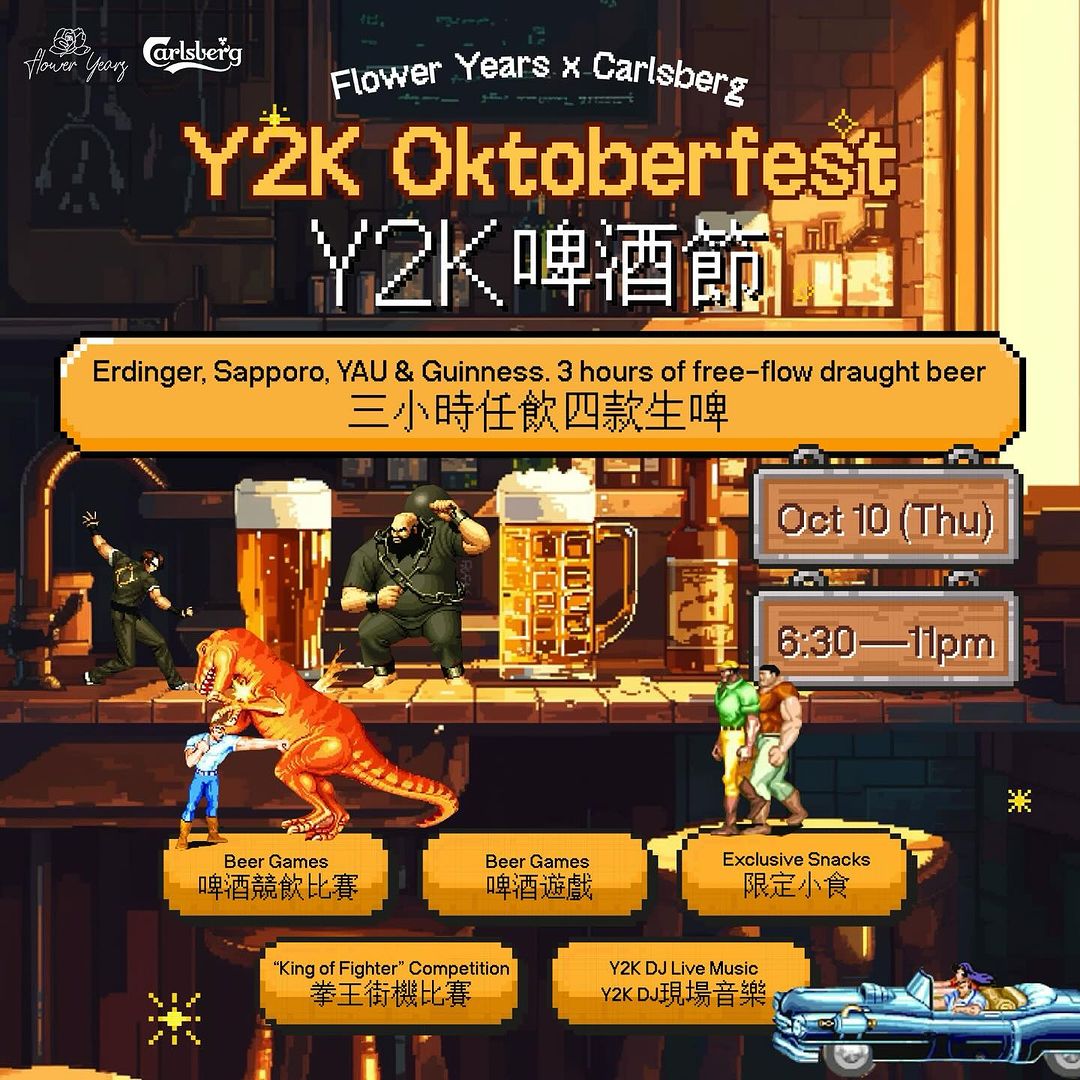 Flower Years
Carlsberg
Flower Years x Carlsberg
Y2K Oktoberfest
Y2K啤酒節
Erdinger, Sapporo, YAU & Guinness. 3 hours of free-flow draught beer
三小時任飲四款生啤
Oct 10 (Thu)
6:30—11pm
Beer Games
啤酒競飲比賽
Beer Games
啤酒遊戲
Exclusive Snacks
限定小食
“King of Fighter” Competition
拳王街機比賽
Y2K DJ Live Music
Y2K DJ現場音樂